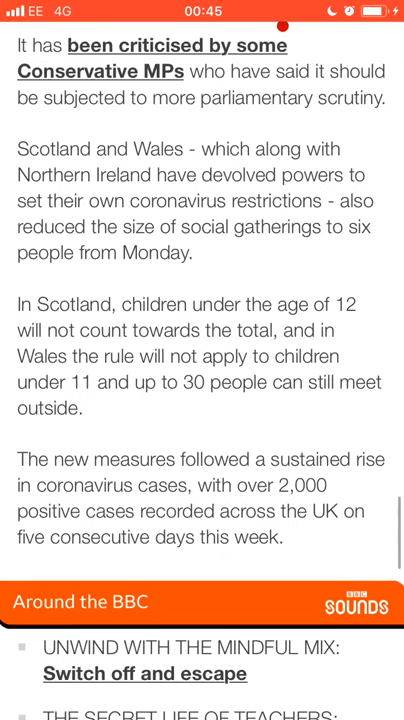 EE 4G 00:45
It has been criticised by some
Conservative MPs who have said it should
be subjected to more parliamentary scrutiny.
Scotland and Wales - which along with
Northern Ireland have devolved powers to
set their own coronavirus restrictions - also
reduced the size of social gatherings to six
people from Monday.
In Scotland, children under the age of 12
will not count towards the total, and in
Wales the rule will not apply to children
under 11 and up to 30 people can still meet
outside.
The new measures followed a sustained rise
in coronavirus cases, with over 2,000
positive cases recorded across the UK on
five consecutive days this week.
Around the BBC
BBC
SOUNDS
UNWIND WITH THE MINDFUL MIX:
Switch off and escape
THE SECRET LIFE OF TEACHERS: